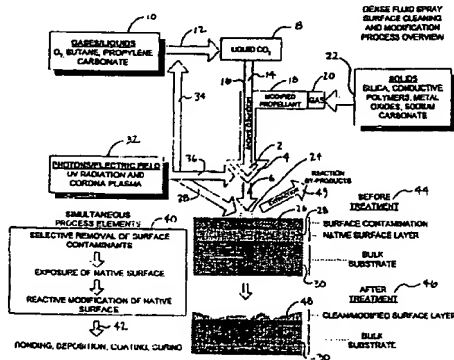 DENSE FLUID SPRAY
SURFACE CLEANING
AND MODIFICATION
PROCESS OVERVIEW
10
GASES/LIQUIDS
O₃, BUTANE, PROPYLENE
CARBONATE
12
8
LIQUID CO₂
16
14
18
20
MODIFIED
PROPELLANT
GAS
22
SOLIDS
SILICA, CONDUCTIVE
POLYMERS, METAL
OXIDES, SODIUM
CARBONATE
34
32
PHOTONS/ELECTRIC FIELD
UV RADIATION AND
CORONA PLASMA
36
2
4
6
24
28
REACTION
BY-PRODUCTS
49
BEFORE
TREATMENT
44
26
28
SURFACE CONTAMINATION
NATIVE SURFACE LAYER
BULK
SUBSTRATE
30
SIMULTANEOUS
PROCESS ELEMENTS
40
SELECTIVE REMOVAL OF SURFACE
CONTAMINANTS
EXPOSURE OF NATIVE SURFACE
REACTIVE MODIFICATION OF NATIVE
SURFACE
42
BONDING, DEPOSITION, COATING, CURING
AFTER
TREATMENT
46
48
CLEAN/MODIFIED SURFACE LAYER
BULK
SUBSTRATE
30